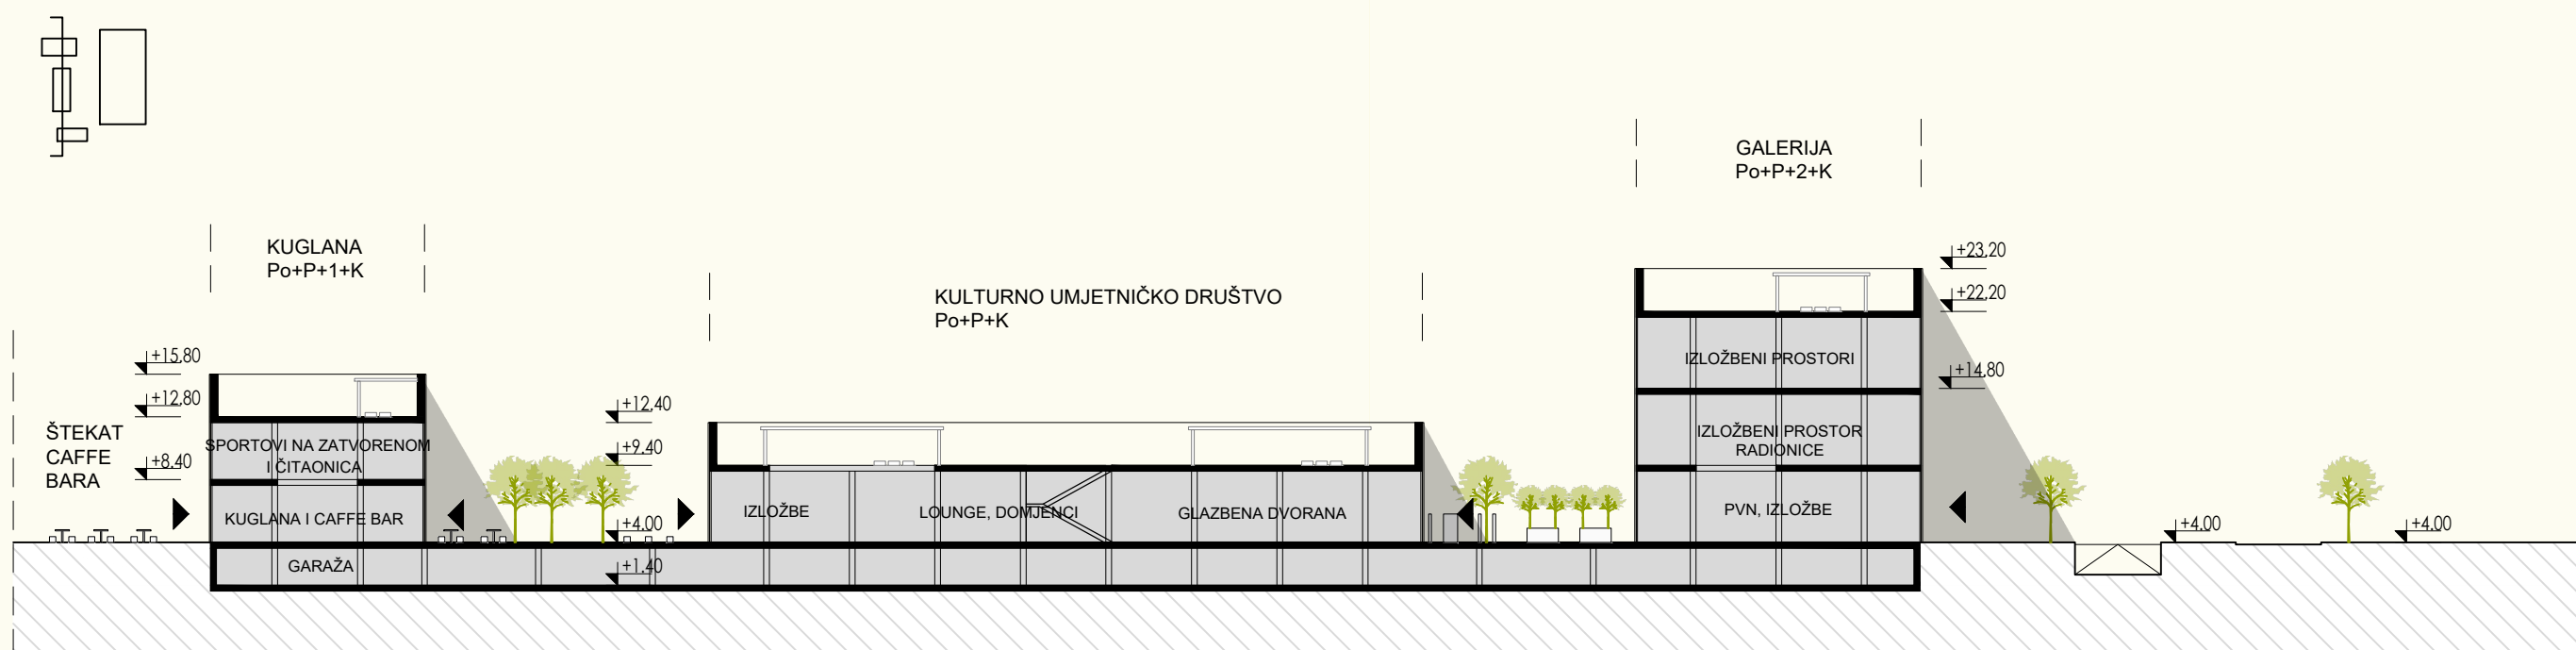 GALERIJA
Po+P+2+K
KUGLANA
Po+P+1+K
KULTURNO UMJETNIČKO DRUŠTVO
Po+P+K
+23,20
+22,20
+14,80
+15,80
+12,80
+8,40
+12,40
+9,40
+4,00
+1,40
ŠTEKAT
CAFFE
BARA
SPORTOVI NA ZATVORENOM
I ČITAONICA
KUGLANA I CAFFE BAR
GARAŽA
IZLOŽBE
LOUNGE, DOMJENCI
GLAZBENA DVORANA
IZLOŽBENI PROSTORI
IZLOŽBENI PROSTOR
RADIONICE
PVN, IZLOŽBE
+4,00
+4,00